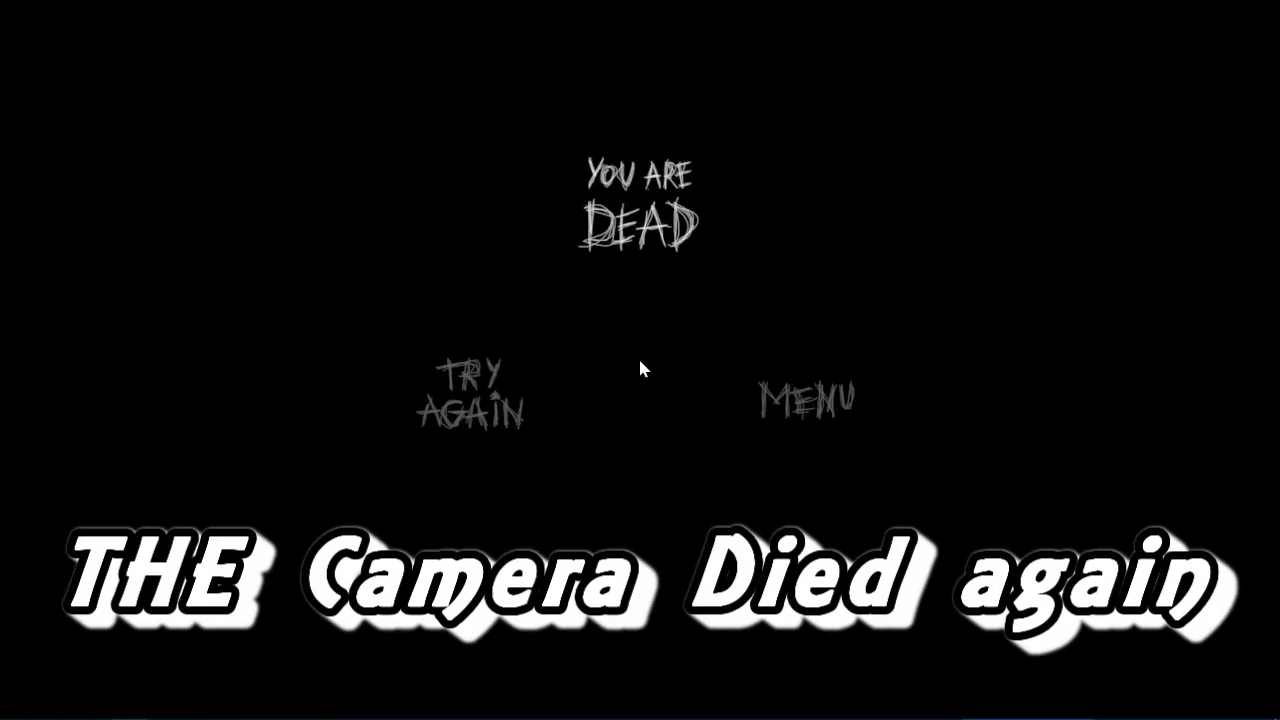 YOU ARE
DEAD
TRY
AGAIN
MENU
THE Camera Died again